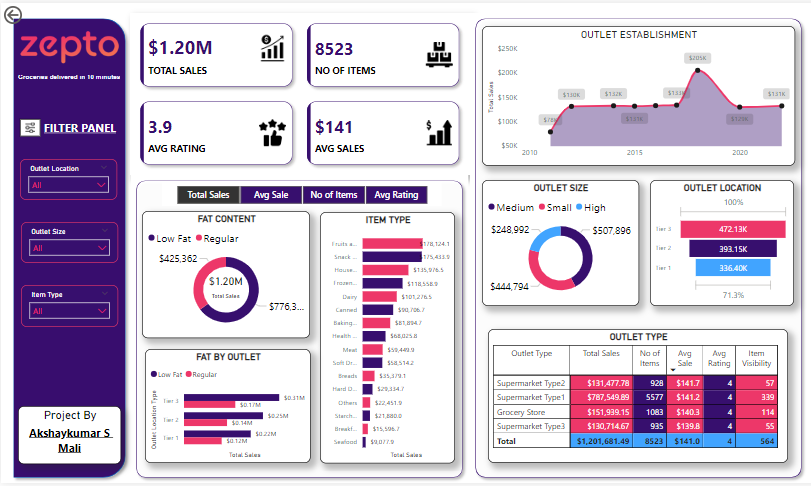 zepto
Groceries delivered in 10 minutes
FILTER PANEL
Outlet Location
All
Outlet Size
All
Item Type
All
Project By
Akshaykumar S
Mali
$1.20M
TOTAL SALES
8523
NO OF ITEMS
3.9
AVG RATING
$141
AVG SALES
Total Sales Avg Sale No of Items Avg Rating
FAT CONTENT
Low Fat Regular
$425,362
$1.20M
Total Sales
$776,3...
FAT BY OUTLET
Low Fat Regular
Outlet Location Type
Tier 3 $0.31M
$0.17M
Tier 2 $0.25M
$0.14M
Tier 1 $0.22M
$0.12M
Total Sales
ITEM TYPE
Fruits a... $178,124.1
Snack ... $175,433.9
House... $135,976.5
Frozen... $118,558.9
Dairy $101,276.5
Canned $90,706.7
Baking... $81,894.7
Health ... $68,025.8
Meat $59,449.9
Soft Dr... $58,514.2
Breads $35,379.1
Hard D... $29,334.7
Others $22,451.9
Starch... $21,880.0
Breakf... $15,596.7
Seafood $9,077.9
Total Sales
OUTLET ESTABLISHMENT
Total Sales
$250K
$200K
$150K
$100K
$50K
$78K
$130K
$132K
$131K
$133K
$205K
$129K
$131K
2010 2015 2020
OUTLET SIZE
Medium Small High
$248,992
$507,896
$444,794
OUTLET LOCATION
100%
Tier 3 472.13K
Tier 2 393.15K
Tier 1 336.40K
71.3%
OUTLET TYPE
Outlet Type Total Sales No of Items Avg Sale Avg Rating Item Visibility
Supermarket Type2 $131,477.78 928 $141.7 4 57
Supermarket Type1 $787,549.89 5577 $141.2 4 339
Grocery Store $151,939.15 1083 $140.3 4 114
Supermarket Type3 $130,714.67 935 $139.8 4 55
Total $1,201,681.49 8523 $141.0 4 564